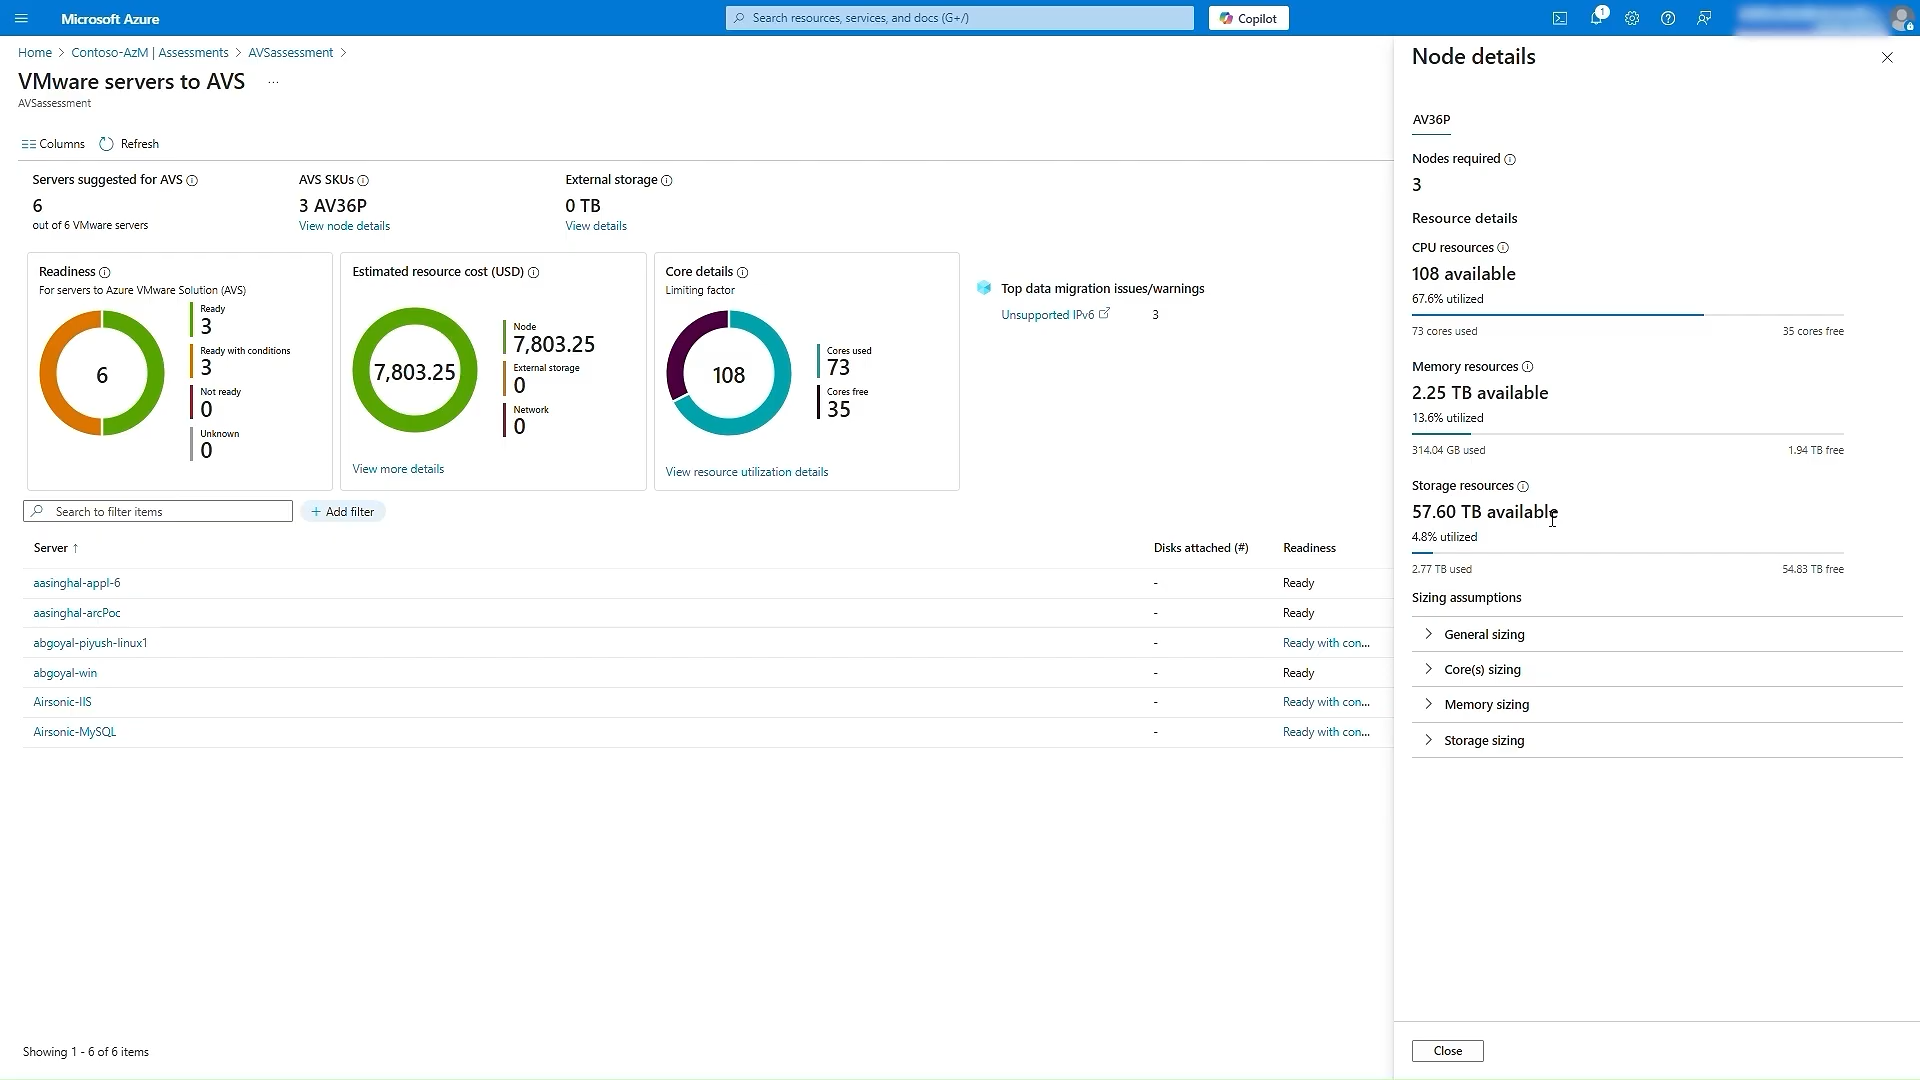 Microsoft Azure
Search resources, services, and docs (G+/)
Copilot
1
Home > Contoso-AzM | Assessments > AVSassessment >
VMware servers to AVS ...
AVSassessment
Columns Refresh
Servers suggested for AVS
6
out of 6 VMware servers
AVS SKUs
3 AV36P
View node details
External storage
0 TB
View details
Readiness
For servers to Azure VMware Solution (AVS)
6
Ready
3
Ready with conditions
3
Not ready
0
Unknown
0
Estimated resource cost (USD)
7,803.25
Node
7,803.25
External storage
0
Network
0
View more details
Core details
Limiting factor
108
Cores used
73
Cores free
35
View resource utilization details
Top data migration issues/warnings
Unsupported IPv6 3
Search to filter items
+ Add filter
Server ↑ Disks attached (#) Readiness
aasinghal-appl-6 - Ready
aasinghal-arcPoc - Ready
abgoyal-piyush-linux1 - Ready with con...
abgoyal-win - Ready
Airsonic-IIS - Ready with con...
Airsonic-MySQL - Ready with con...
Showing 1 - 6 of 6 items
Node details
AV36P
Nodes required
3
Resource details
CPU resources
108 available
67.6% utilized
73 cores used 35 cores free
Memory resources
2.25 TB available
13.6% utilized
314.04 GB used 1.94 TB free
Storage resources
57.60 TB available
4.8% utilized
2.77 TB used 54.83 TB free
Sizing assumptions
General sizing
Core(s) sizing
Memory sizing
Storage sizing
Close